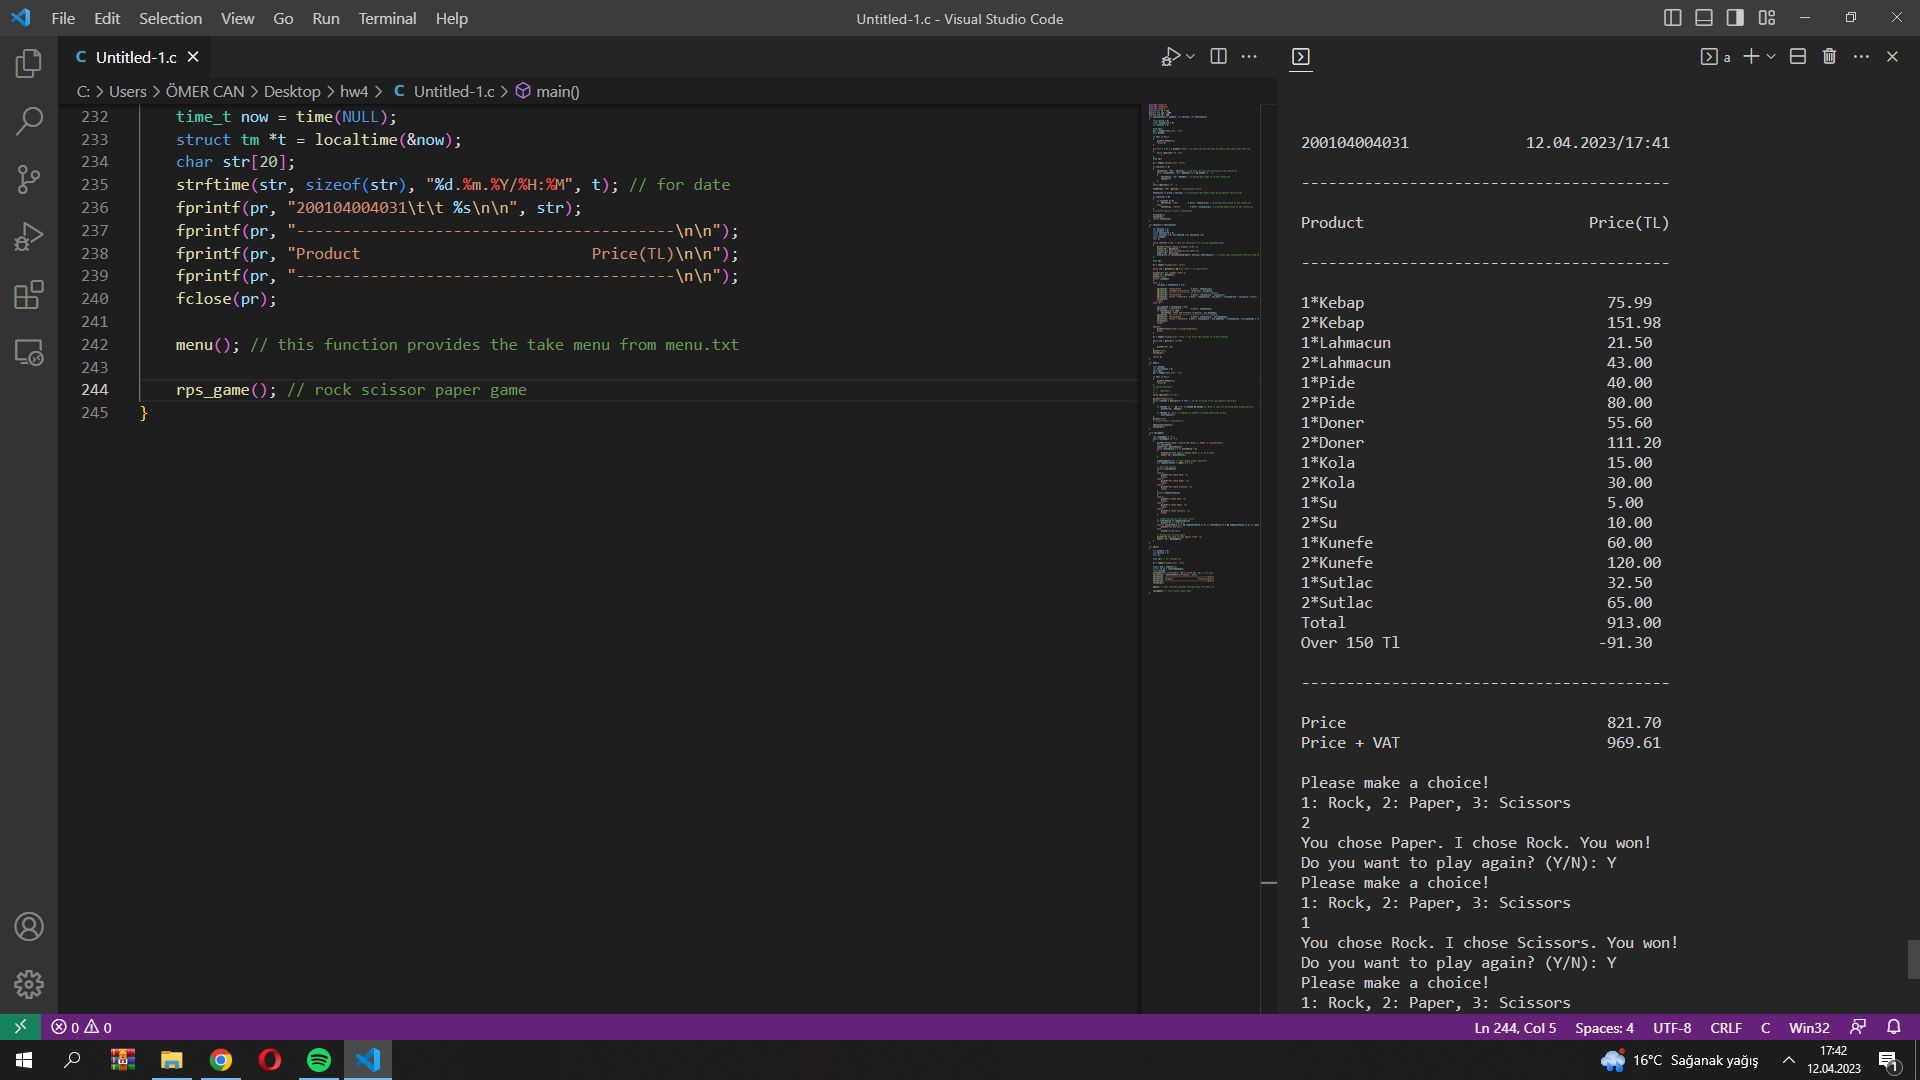 File Edit Selection View Go Run Terminal Help
Untitled-1.c - Visual Studio Code
C Untitled-1.c
C: > Users > ÖMER CAN > Desktop > hw4 > C Untitled-1.c > main()
232 time_t now = time(NULL);
233 struct tm *t = localtime(&now);
234 char str[20];
235 strftime(str, sizeof(str), "%d.%m.%Y/%H:%M", t); // for date
236 fprintf(pr, "200104004031\t\t %s\n\n", str);
237 fprintf(pr, "-----------------------------------------\n\n");
238 fprintf(pr, "Product                         Price(TL)\n\n");
239 fprintf(pr, "-----------------------------------------\n\n");
240 fclose(pr);
241
242 menu(); // this function provides the take menu from menu.txt
243
244 rps_game(); // rock scissor paper game
245 }
a
200104004031 12.04.2023/17:41
-----------------------------------------
Product Price(TL)
-----------------------------------------
1*Kebap 75.99
2*Kebap 151.98
1*Lahmacun 21.50
2*Lahmacun 43.00
1*Pide 40.00
2*Pide 80.00
1*Doner 55.60
2*Doner 111.20
1*Kola 15.00
2*Kola 30.00
1*Su 5.00
2*Su 10.00
1*Kunefe 60.00
2*Kunefe 120.00
1*Sutlac 32.50
2*Sutlac 65.00
Total 913.00
Over 150 Tl -91.30
-----------------------------------------
Price 821.70
Price + VAT 969.61
Please make a choice!
1: Rock, 2: Paper, 3: Scissors
2
You chose Paper. I chose Rock. You won!
Do you want to play again? (Y/N): Y
Please make a choice!
1: Rock, 2: Paper, 3: Scissors
1
You chose Rock. I chose Scissors. You won!
Do you want to play again? (Y/N): Y
Please make a choice!
1: Rock, 2: Paper, 3: Scissors
0 0
Ln 244, Col 5 Spaces: 4 UTF-8 CRLF C Win32
16°C Sağanak yağış
17:42
12.04.2023
1